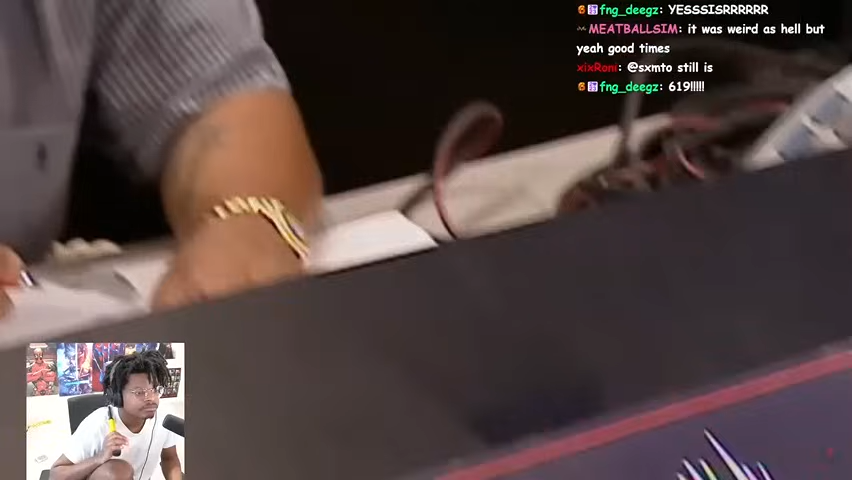 fng_deegz: YESSSISRRRRRR
MEATBALLSIM: it was weird as hell but
yeah good times
xixRoni: @sxmto still is
fng_deegz: 619!!!!!